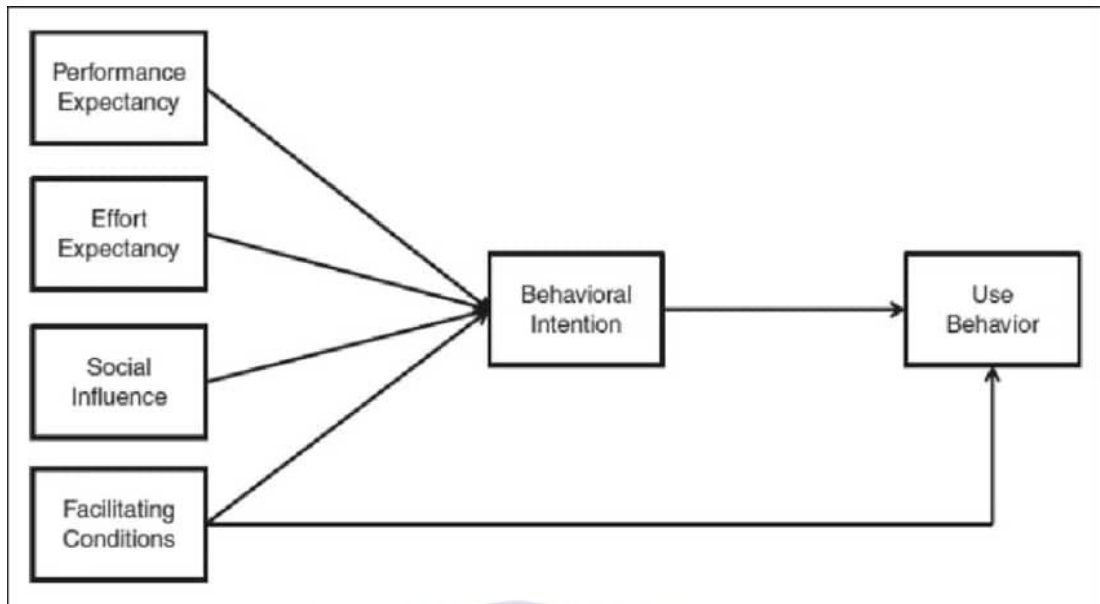 Performance
Expectancy
Effort
Expectancy
Social
Influence
Facilitating
Conditions
Behavioral
Intention
Use
Behavior